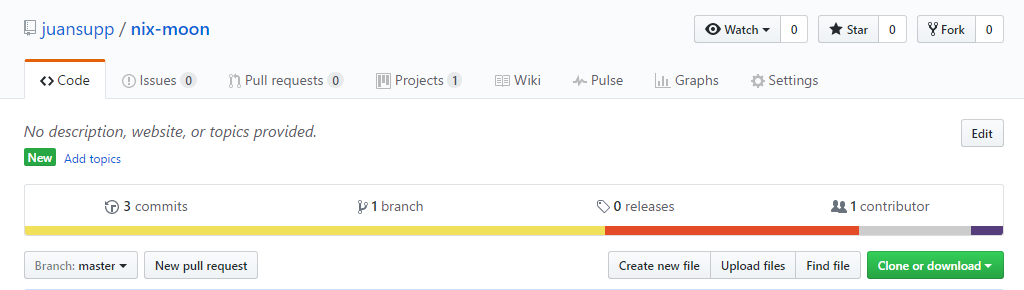 juansupp / nix-moon Watch 0 Star 0 Fork 0
Code Issues 0 Pull requests 0 Projects 1 Wiki Pulse Graphs Settings
No description, website, or topics provided. Edit
New Add topics
3 commits 1 branch 0 releases 1 contributor
Branch: master New pull request Create new file Upload files Find file Clone or download